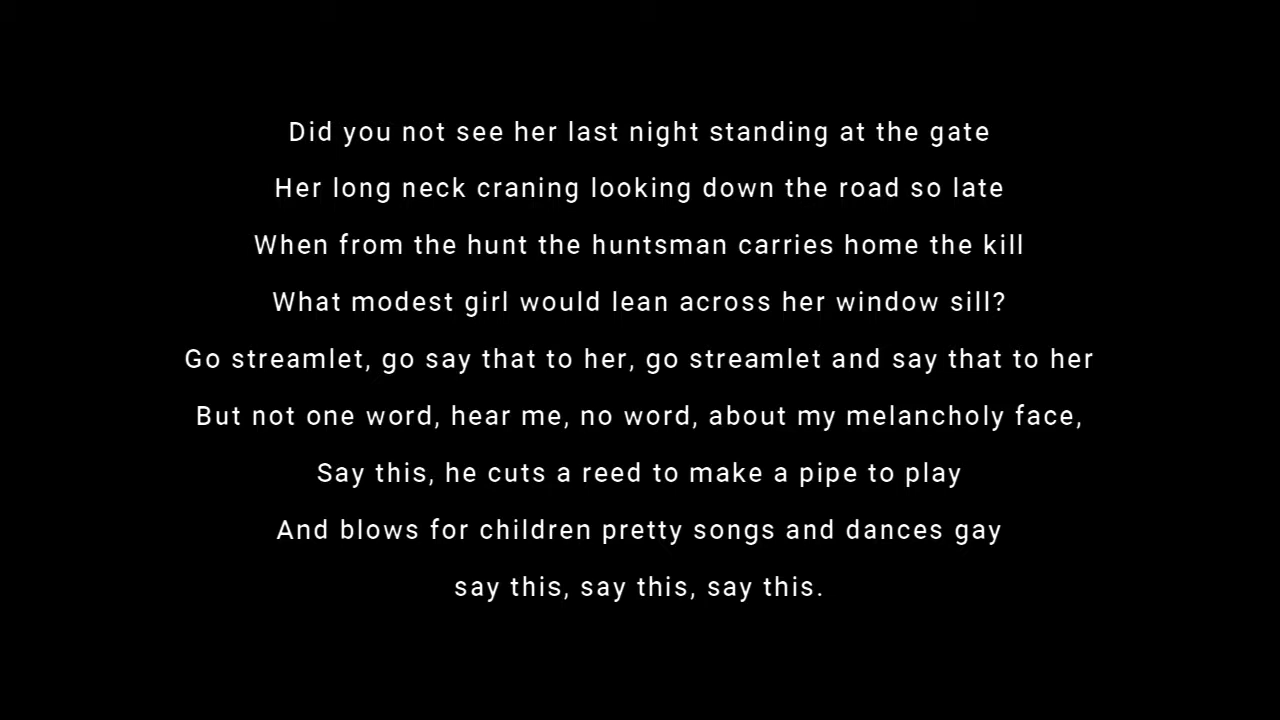 Did you not see her last night standing at the gate
Her long neck craning looking down the road so late
When from the hunt the huntsman carries home the kill
What modest girl would lean across her window sill?
Go streamlet, go say that to her, go streamlet and say that to her
But not one word, hear me, no word, about my melancholy face,
Say this, he cuts a reed to make a pipe to play
And blows for children pretty songs and dances gay
say this, say this, say this.